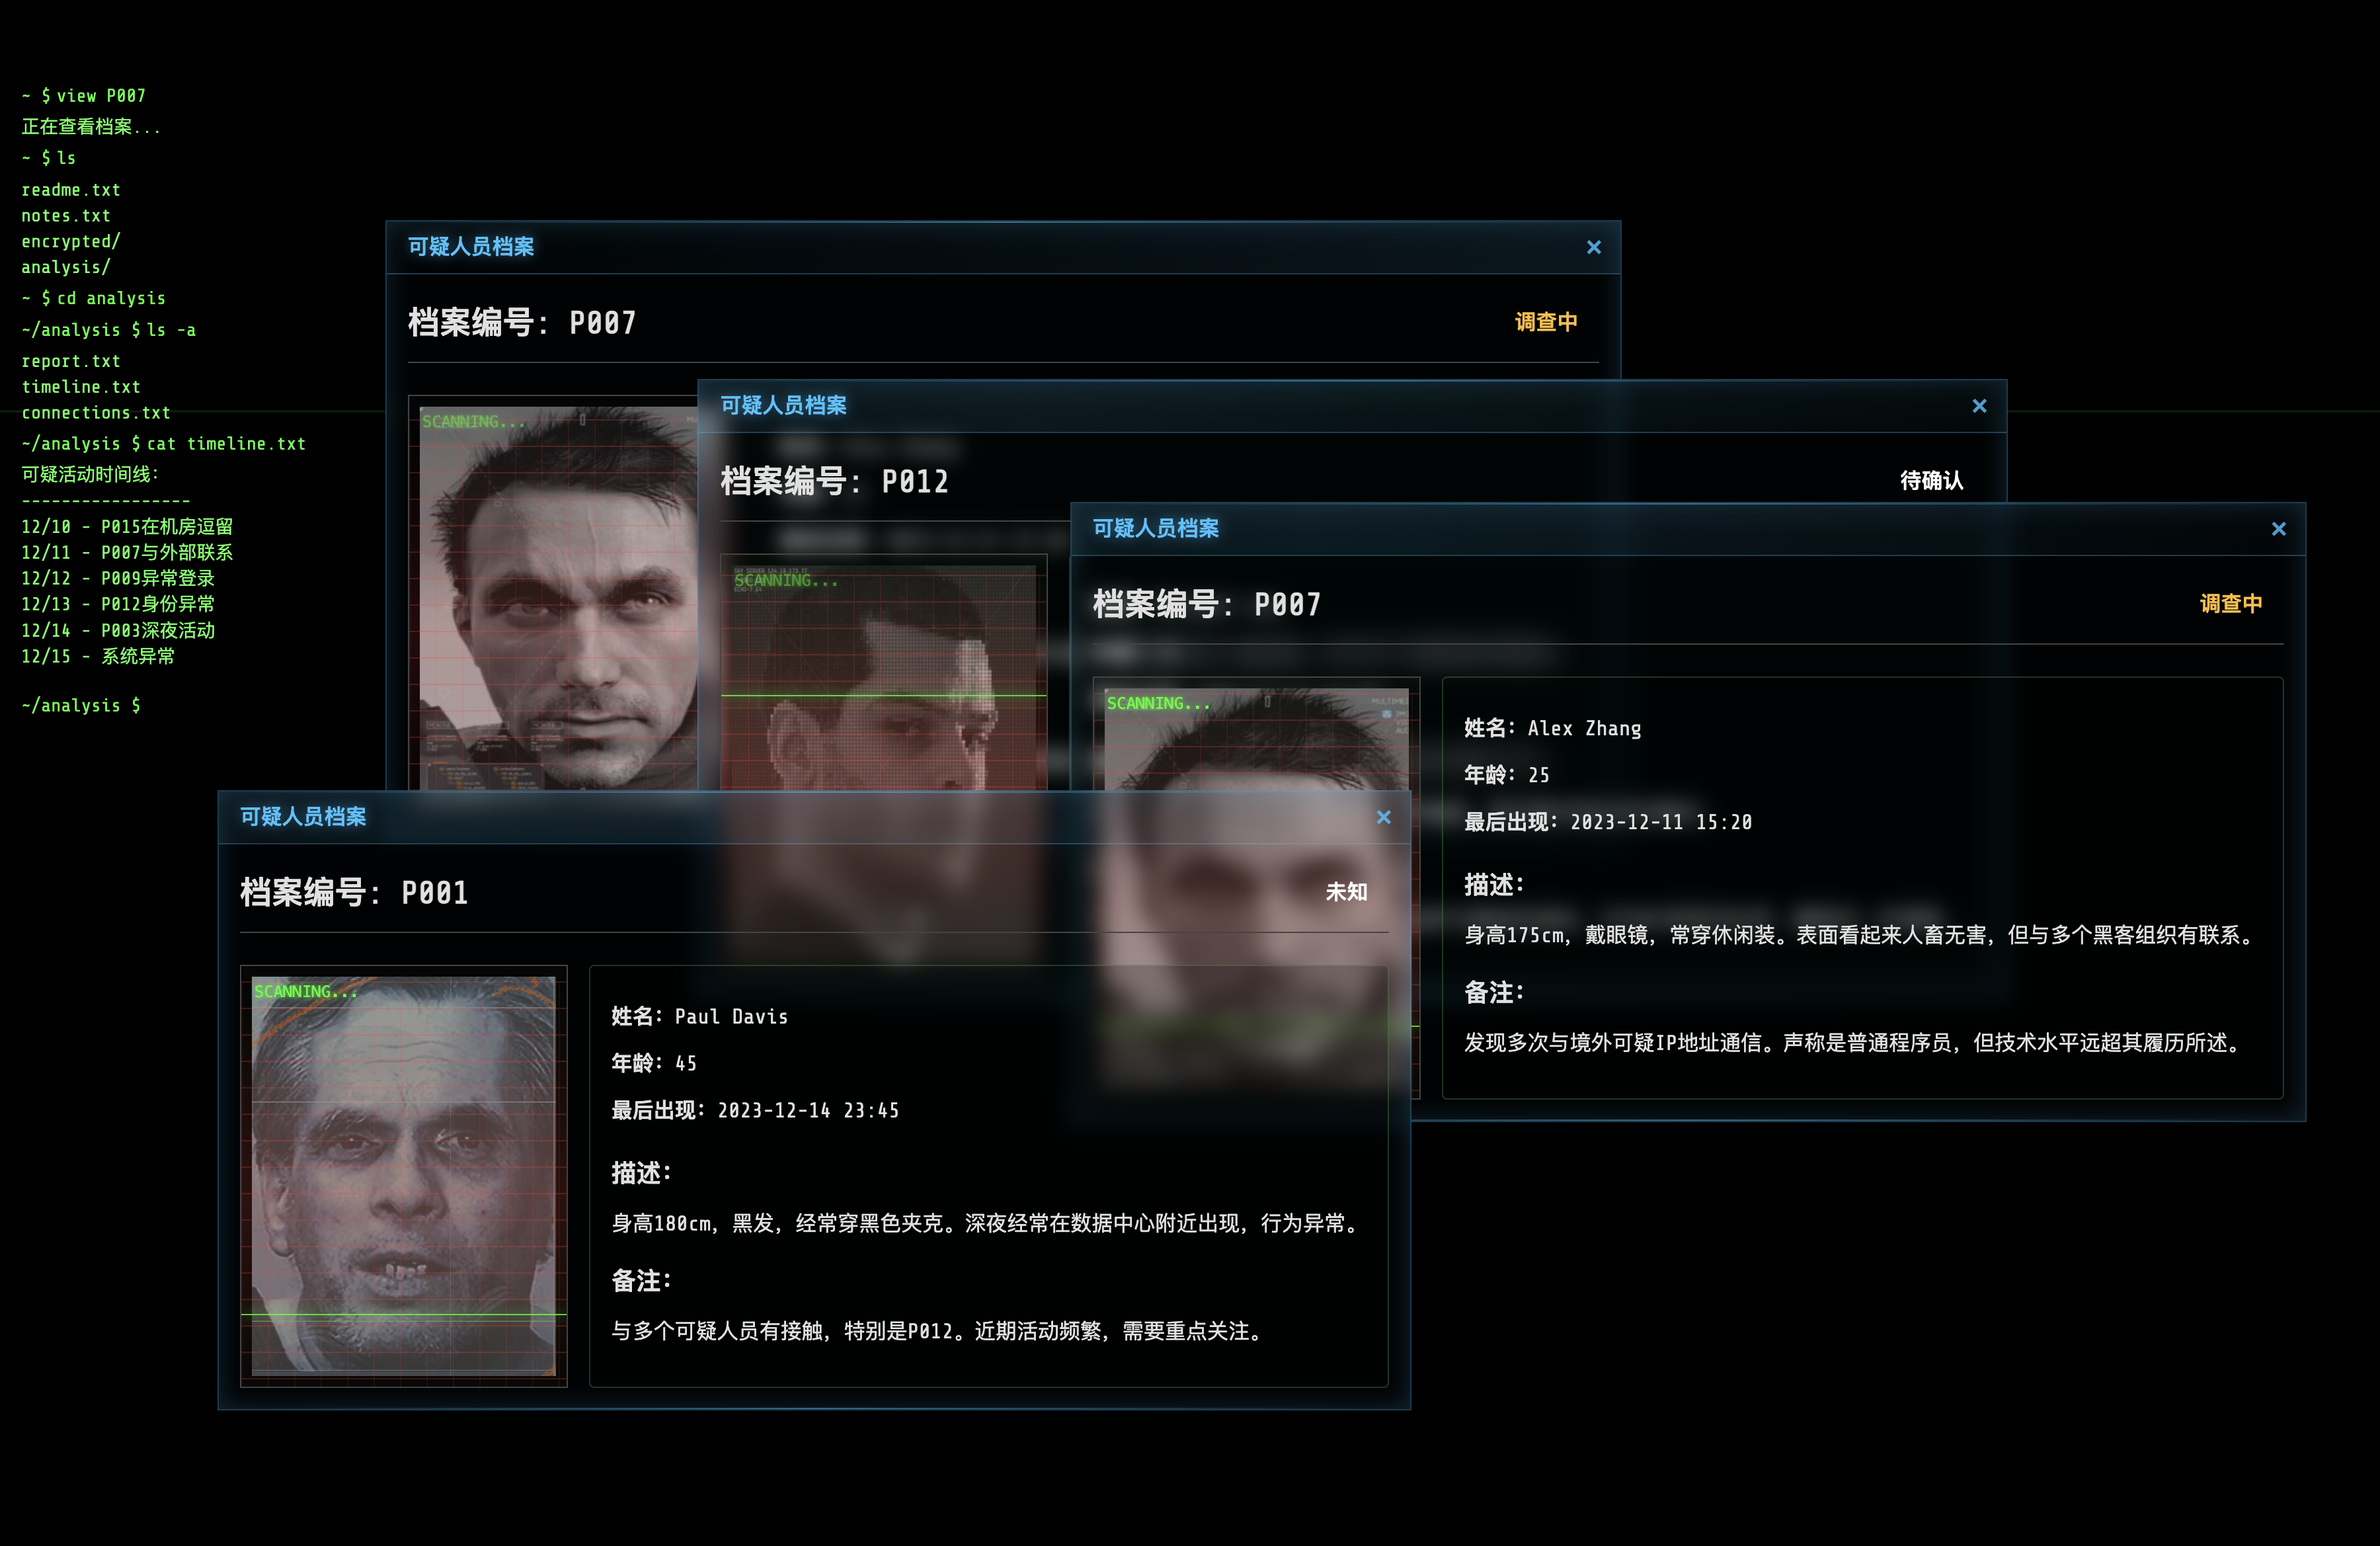 ~ $ view P007
正在查看档案...
~ $ ls
readme.txt
notes.txt
encrypted/
analysis/
~ $ cd analysis
~/analysis $ ls -a
report.txt
timeline.txt
connections.txt
~/analysis $ cat timeline.txt
可疑活动时间线:
-----------------
12/10 - P015在机房逗留
12/11 - P007与外部联系
12/12 - P009异常登录
12/13 - P012身份异常
12/14 - P003深夜活动
12/15 - 系统异常
~/analysis $
可疑人员档案 ×
档案编号: P007 调查中
SCANNING...
可疑人员档案 ×
档案编号: P012 待确认
SCANNING...
可疑人员档案 ×
档案编号: P007 调查中
SCANNING...
姓名: Alex Zhang
年龄: 25
最后出现: 2023-12-11 15:20
描述:
身高175cm，戴眼镜，常穿休闲装。表面看起来人畜无害，但与多个黑客组织有联系。
备注:
发现多次与境外可疑IP地址通信。声称是普通程序员，但技术水平远超其履历所述。
可疑人员档案 ×
档案编号: P001 未知
SCANNING...
姓名: Paul Davis
年龄: 45
最后出现: 2023-12-14 23:45
描述:
身高180cm，黑发，经常穿黑色夹克。深夜经常在数据中心附近出现，行为异常。
备注:
与多个可疑人员有接触，特别是P012。近期活动频繁，需要重点关注。